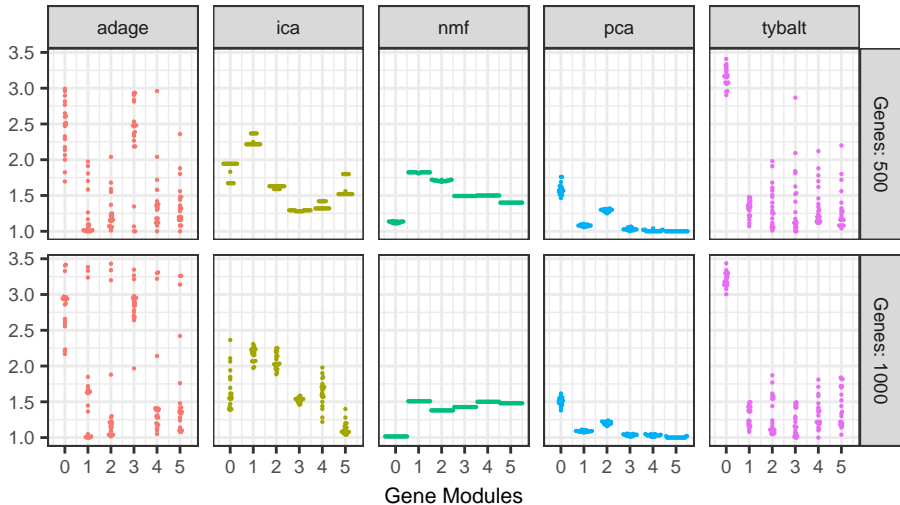 adage ica nmf pca tybalt
3.5
3.0
2.5
2.0
1.5
1.0
Genes: 500
3.5
3.0
2.5
2.0
1.5
1.0
Genes: 1000
0 1 2 3 4 5 0 1 2 3 4 5 0 1 2 3 4 5 0 1 2 3 4 5 0 1 2 3 4 5
Gene Modules